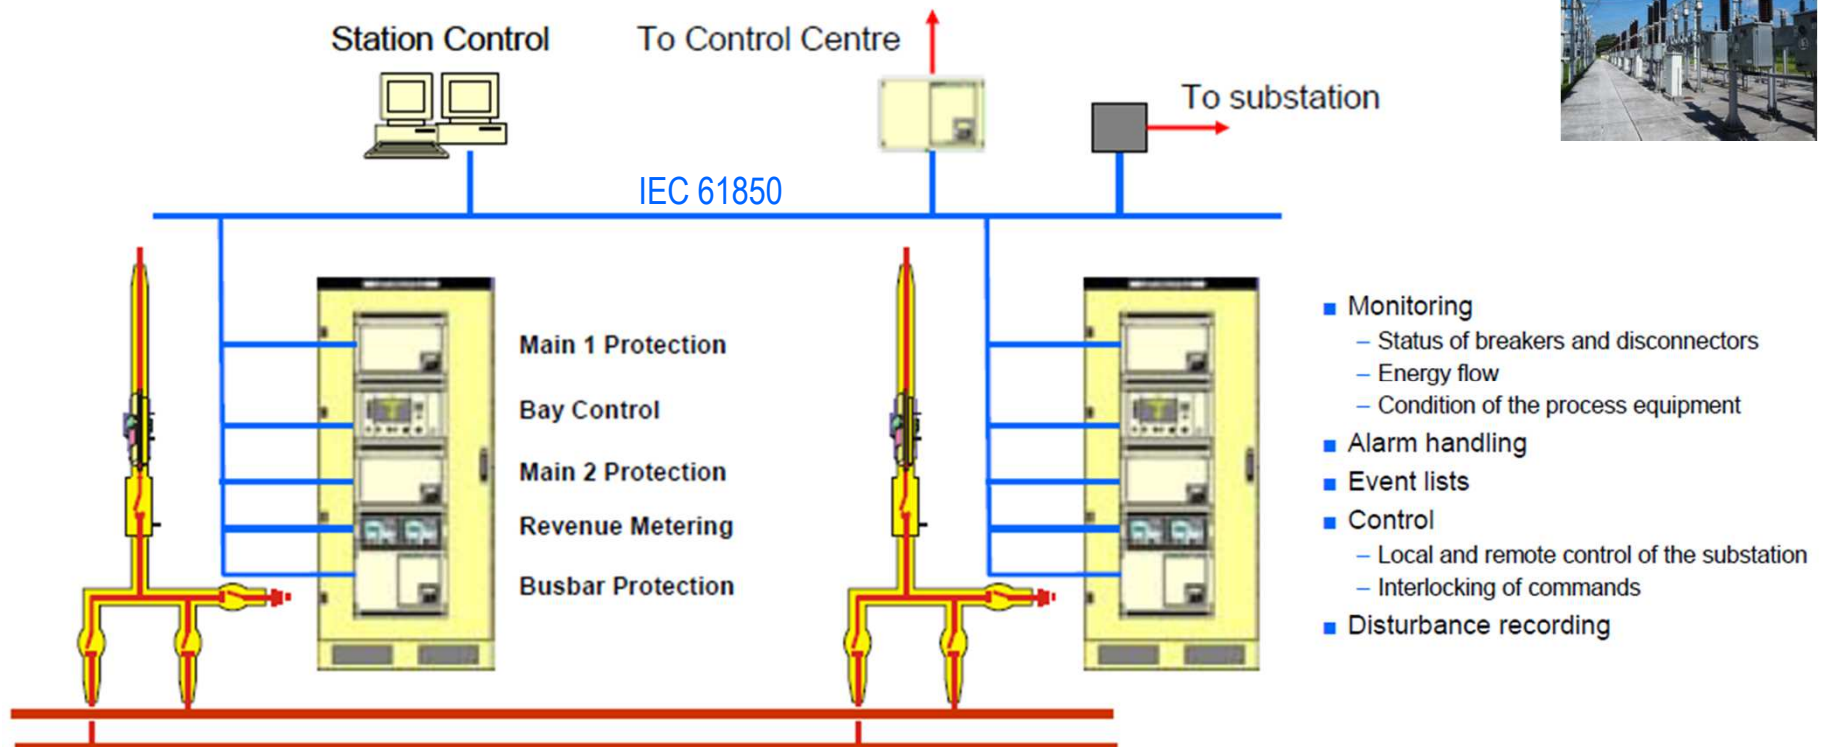 Station Control
To Control Centre
To substation
IEC 61850
Main 1 Protection
Bay Control
Main 2 Protection
Revenue Metering
Busbar Protection
■ Monitoring
– Status of breakers and disconnectors
– Energy flow
– Condition of the process equipment
■ Alarm handling
■ Event lists
■ Control
– Local and remote control of the substation
– Interlocking of commands
■ Disturbance recording